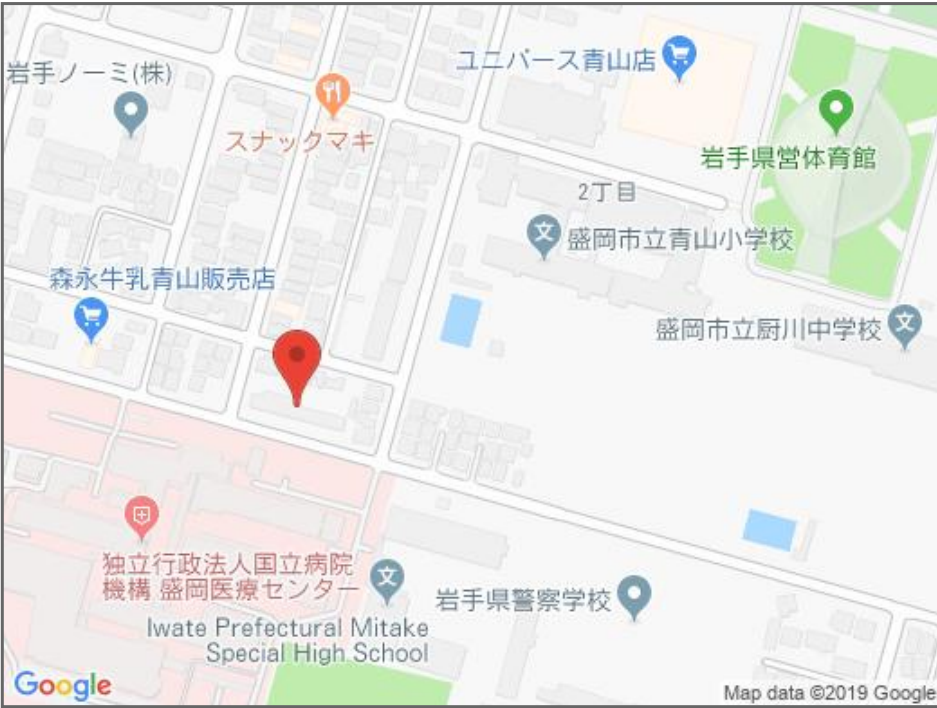 ユニバース青山店
岩手ノーミ(株)
スナックマキ
岩手県営体育館
2丁目
盛岡市立青山小学校
森永牛乳青山販売店
盛岡市立厨川中学校
文
文
独立行政法人国立病院
機構 盛岡医療センター
文
岩手県警察学校
Iwate Prefectural Mitake
Special High School
Google
Map data ©2019 Google